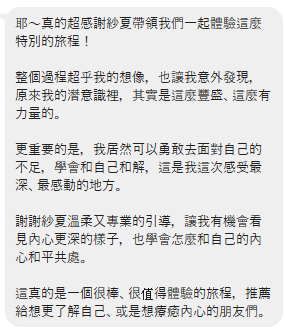 耶～真的超感謝紗夏帶領我們一起體驗這麼
特別的旅程！
整個過程超乎我的想像，也讓我意外發現，
原來我的潛意識裡，其實是這麼豐盛、這麼有
力量的。
更重要的是，我居然可以勇敢去面對自己的
不足，學會和自己和解，這是我這次感受最
深、最感動的地方。
謝謝紗夏溫柔又專業的引導，讓我有機會看
見內心更深的樣子，也學會怎麼和自己的內
心和平共處。
這真的是一個很棒、很值得體驗的旅程，推薦
給想更了解自己、或是想療癒內心的朋友們。